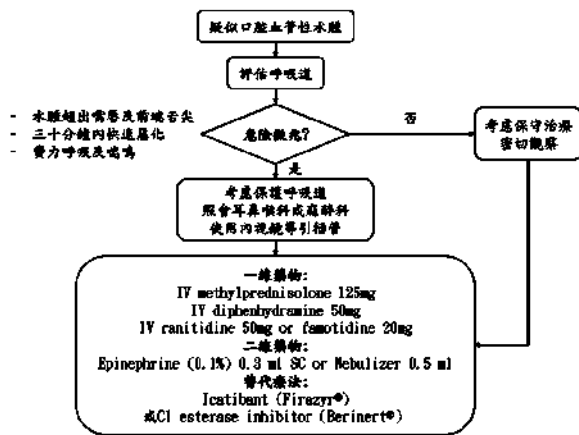 疑似口腔血管性水腫
評估呼吸道
- 水腫超出嘴唇及前端舌尖
- 三十分鐘內快速惡化
- 費力呼吸及喘鳴
危險徵兆?
否
考慮保守治療
密切觀察
是
考慮保護呼吸道
照會耳鼻喉科或麻醉科
使用內視鏡導引插管
一線藥物:
IV methylprednisolone 125mg
IV diphenhydramine 50mg
IV ranitidine 50mg or famotidine 20mg
二線藥物:
Epinephrine (0.1%) 0.3 ml SC or Nebulizer 0.5 ml
替代療法:
Icatibant (Firazyr®)
或C1 esterase inhibitor (Berinert®)